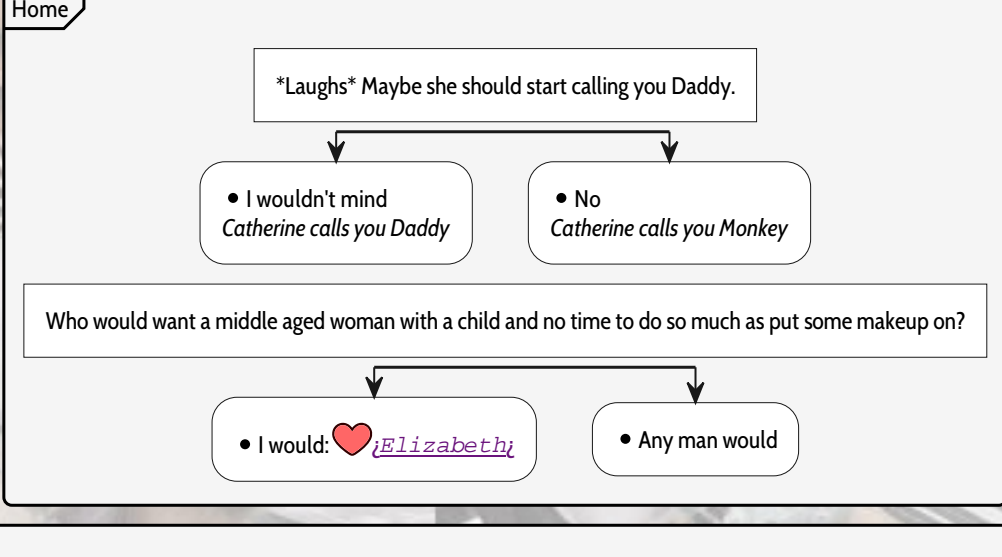 Home
*Laughs* Maybe she should start calling you Daddy.
• I wouldn't mind
Catherine calls you Daddy
• No
Catherine calls you Monkey
Who would want a middle aged woman with a child and no time to do so much as put some makeup on?
• I would: ❤¿Elizabeth¿
• Any man would